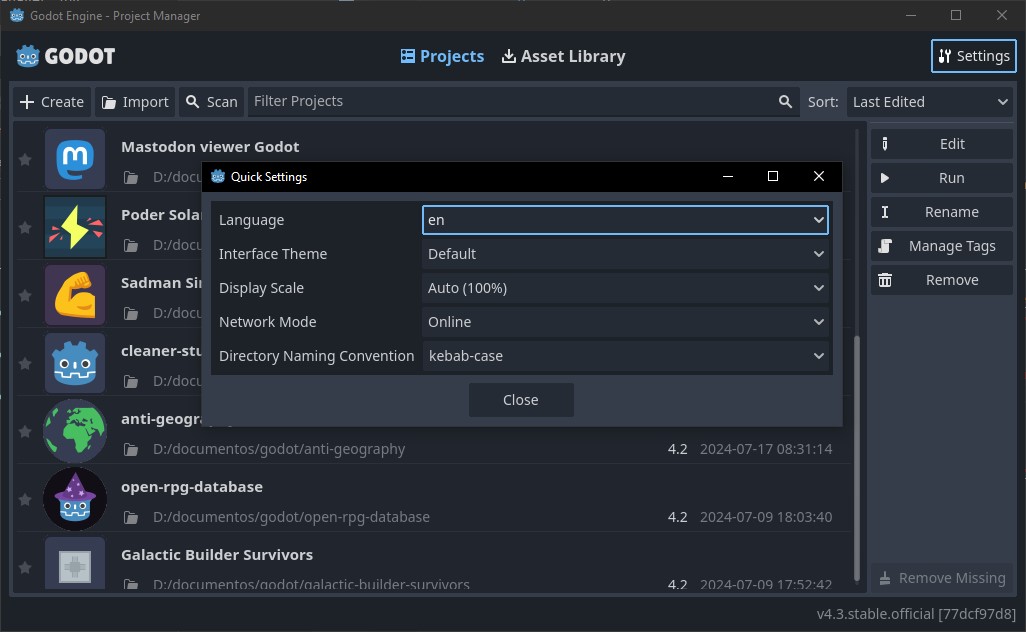 Godot Engine - Project Manager
GODOT
Projects
Asset Library
Settings
Create
Import
Scan
Filter Projects
Sort:
Last Edited
Mastodon viewer Godot
D:/docu
Quick Settings
Language
en
Interface Theme
Default
Display Scale
Auto (100%)
Network Mode
Online
Directory Naming Convention
kebab-case
Close
Poder Sola
D:/docu
Sadman Si
D:/docu
cleaner-stu
D:/docu
anti-geogra
D:/documentos/godot/anti-geography
4.2 2024-07-17 08:31:14
open-rpg-database
D:/documentos/godot/open-rpg-database
4.2 2024-07-09 18:03:40
Galactic Builder Survivors
D:/documentos/godot/galactic-builder-survivors
4.2 2024-07-09 17:52:42
Edit
Run
Rename
Manage Tags
Remove
Remove Missing
v4.3.stable.official [77dcf97d8]